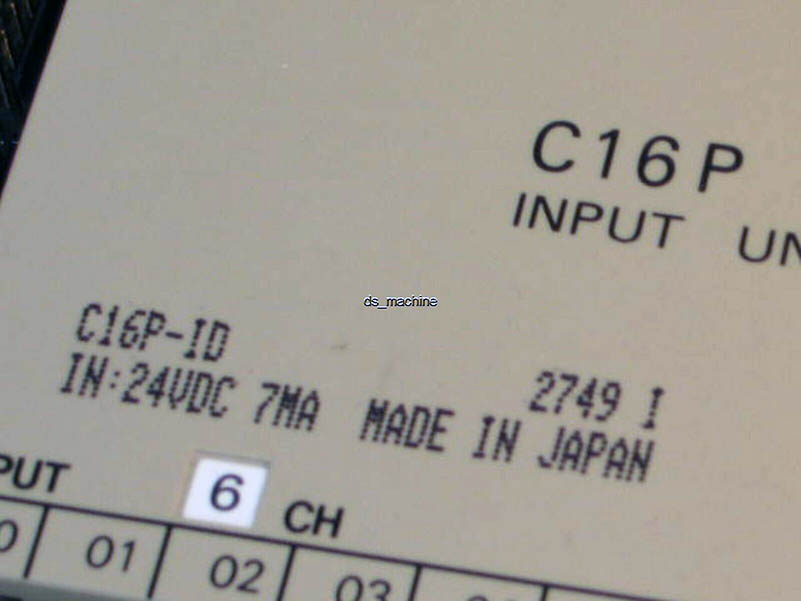 C16P
INPUT UN
ds_machine
C16P-ID
2749 I
IN:24VDC 7MA MADE IN JAPAN
PUT 6 CH
0 01 02 03